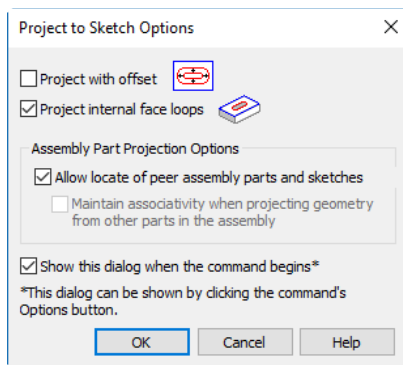 Project to Sketch Options
Project with offset
Project internal face loops
Assembly Part Projection Options
Allow locate of peer assembly parts and sketches
Maintain associativity when projecting geometry
from other parts in the assembly
Show this dialog when the command begins*
*This dialog can be shown by clicking the command's
Options button.
OK Cancel Help